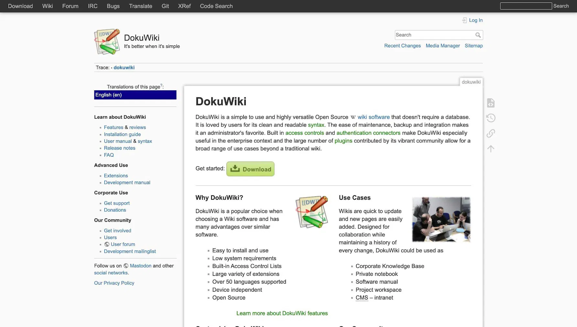 Download Wiki Forum IRC Bugs Translate Git XRef Code Search
Search
Log In
DokuWiki
It's better when it's simple
Search
Recent Changes Media Manager Sitemap
Trace: • dokuwiki
dokuwiki
Translations of this page?:
English (en)
Learn about DokuWiki
Features & reviews
Installation guide
User manual & syntax
Release notes
FAQ
Advanced Use
Extensions
Development manual
Corporate Use
Get support
Donations
Our Community
Get involved
Users
User forum
Development mailinglist
Follow us on Mastodon and other
social networks.
Our Privacy Policy
DokuWiki
DokuWiki is a simple to use and highly versatile Open Source wiki software that doesn't require a database.
It is loved by users for its clean and readable syntax. The ease of maintenance, backup and integration makes
it an administrator's favorite. Built in access controls and authentication connectors make DokuWiki especially
useful in the enterprise context and the large number of plugins contributed by its vibrant community allow for a
broad range of use cases beyond a traditional wiki.
Get started: Download
Why DokuWiki?
DokuWiki is a popular choice when
choosing a Wiki software and has
many advantages over similar
software.
Easy to install and use
Low system requirements
Built-in Access Control Lists
Large variety of extensions
Over 50 languages supported
Device independent
Open Source
Learn more about DokuWiki features
Use Cases
Wikis are quick to update
and new pages are easily
added. Designed for
collaboration while
maintaining a history of
every change, DokuWiki could be used as
Corporate Knowledge Base
Private notebook
Software manual
Project workspace
CMS – intranet